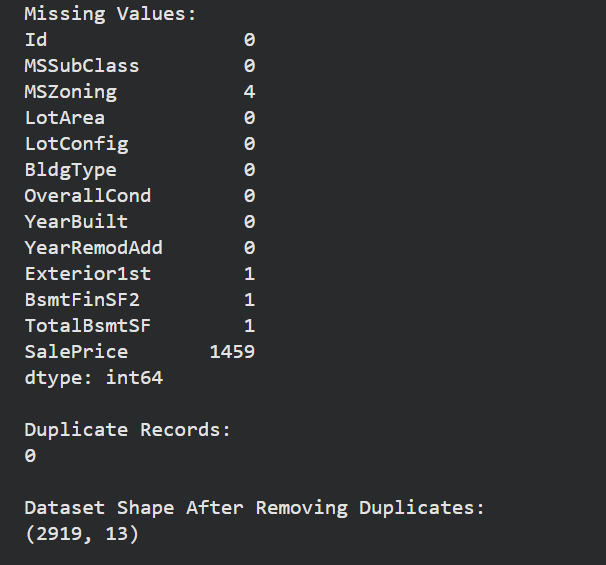 Missing Values:
Id                   0
MSSubClass           0
MSZoning             4
LotArea              0
LotConfig            0
BldgType             0
OverallCond          0
YearBuilt            0
YearRemodAdd         0
Exterior1st          1
BsmtFinSF2           1
TotalBsmtSF          1
SalePrice         1459
dtype: int64

Duplicate Records:
0

Dataset Shape After Removing Duplicates:
(2919, 13)